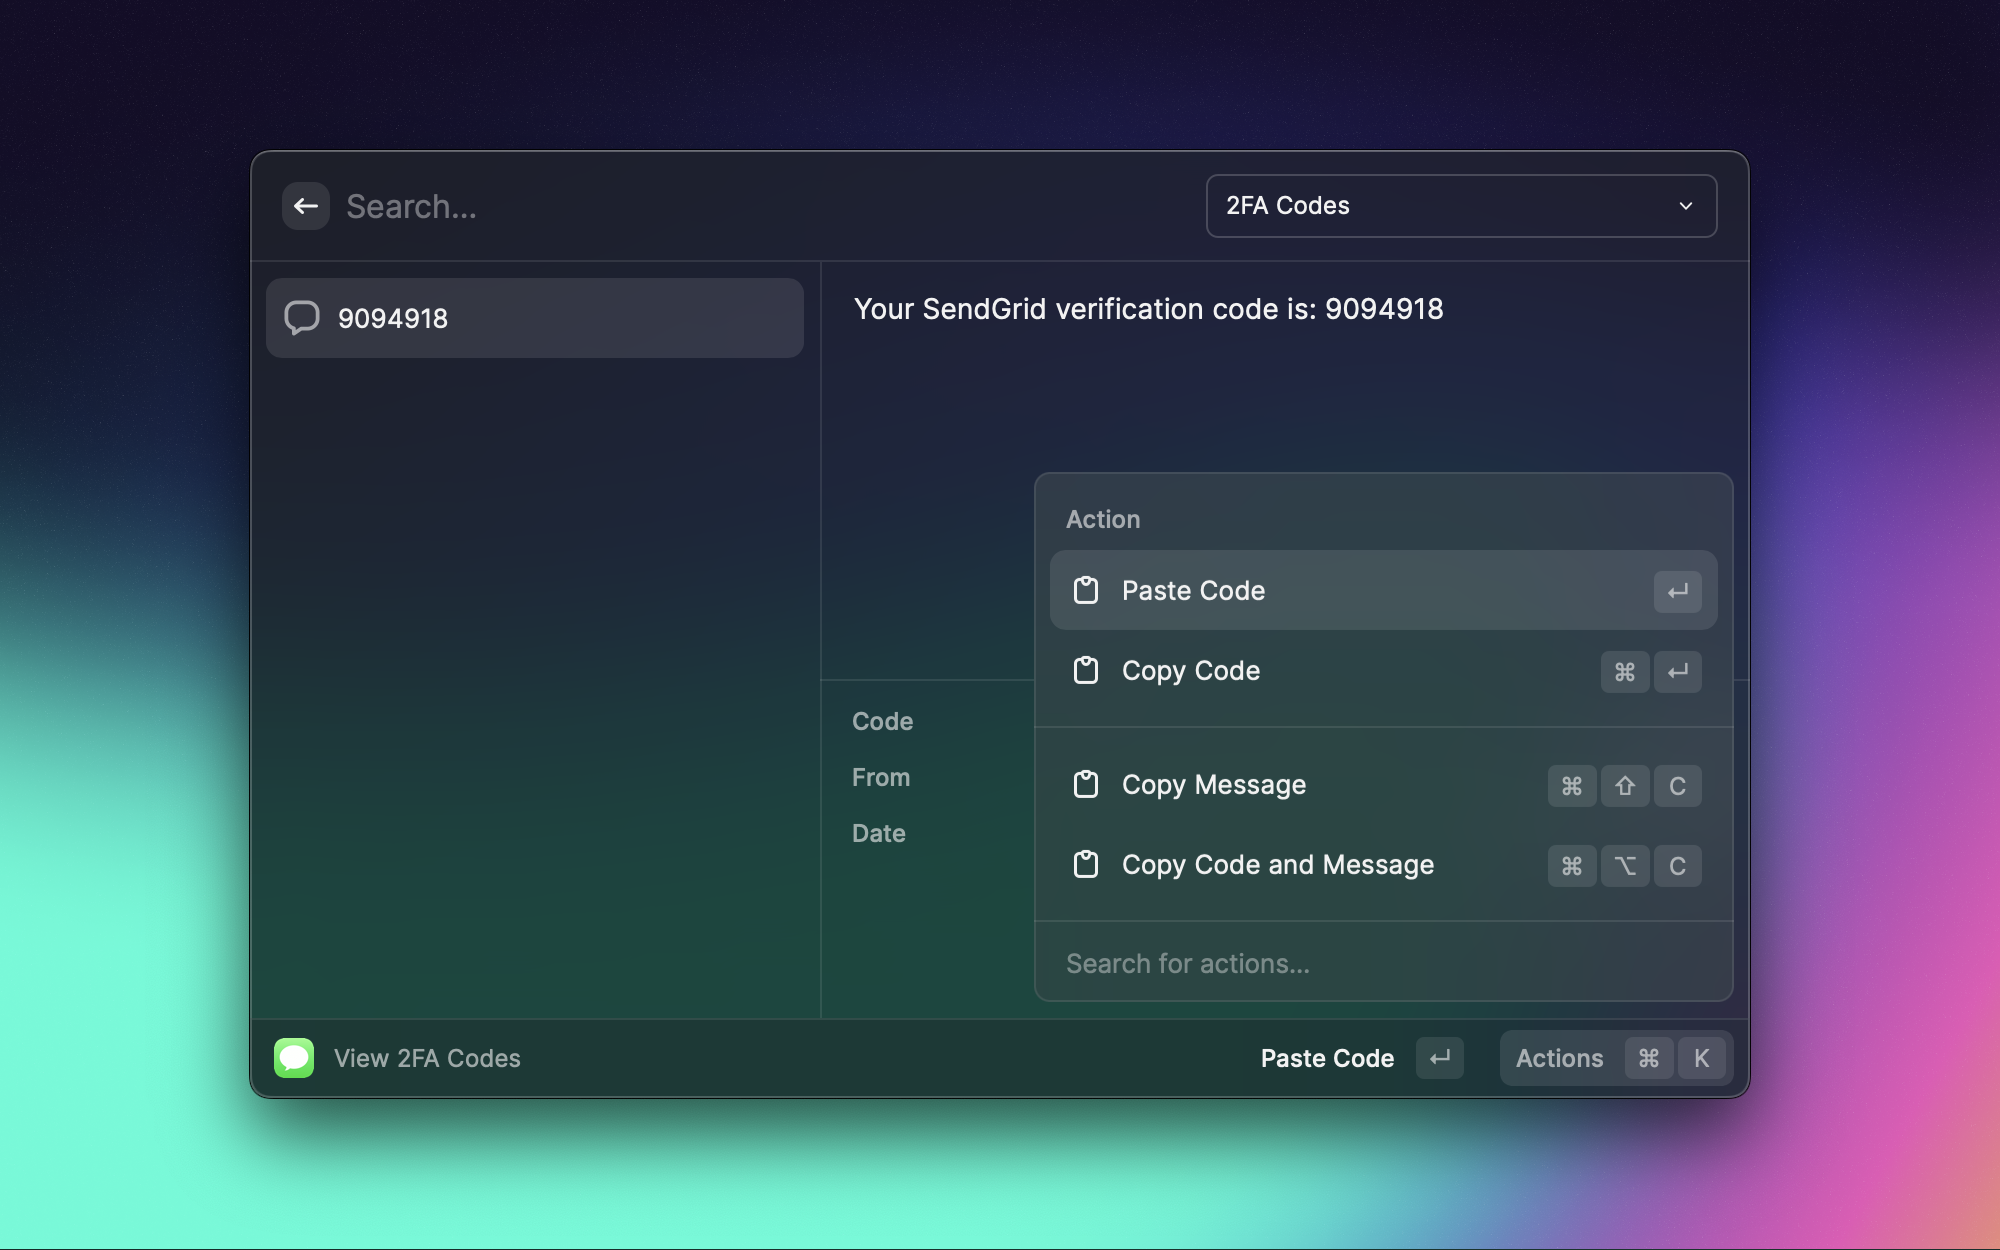 Search...
2FA Codes
9094918
Your SendGrid verification code is: 9094918
Code
From
Date
Action
Paste Code ↵
Copy Code ⌘ ↵
Copy Message ⌘ ⇧ C
Copy Code and Message ⌘ ⌥ C
Search for actions...
View 2FA Codes
Paste Code ↵
Actions ⌘ K